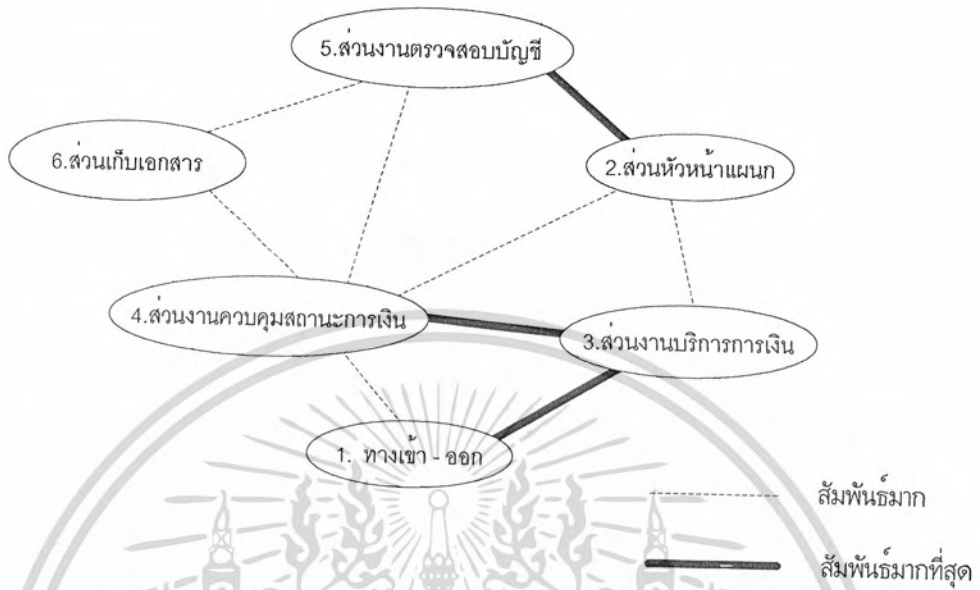 5.ส่วนงานตรวจสอบบัญชี
6.ส่วนเก็บเอกสาร
2.ส่วนหัวหน้าแผนก
4.ส่วนงานควบคุมสถานะการเงิน
3.ส่วนงานบริการการเงิน
1. ทางเข้า - ออก
สัมพันธ์มาก
สัมพันธ์มากที่สุด